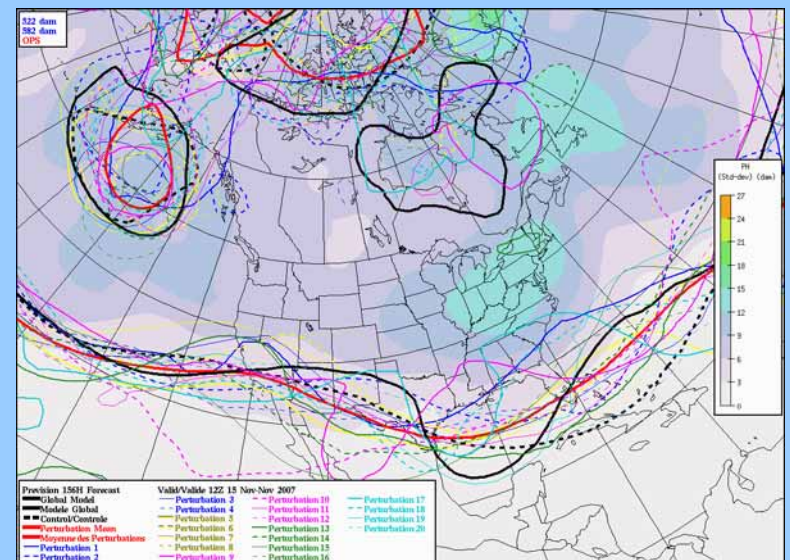 522 dam
582 dam
OPS
PN
(Std-dev) (dam)
27
24
21
18
15
12
9
6
3
0
Prevision 156H Forecast
Valid/Valide 12Z 15 Nov-Nov 2007
Global Model
Modele Global
Control/Controle
Perturbation Mean
Moyenne des Perturbations
Perturbation 1
Perturbation 2
Perturbation 3
Perturbation 4
Perturbation 5
Perturbation 6
Perturbation 7
Perturbation 8
Perturbation 9
Perturbation 10
Perturbation 11
Perturbation 12
Perturbation 13
Perturbation 14
Perturbation 15
Perturbation 16
Perturbation 17
Perturbation 18
Perturbation 19
Perturbation 20